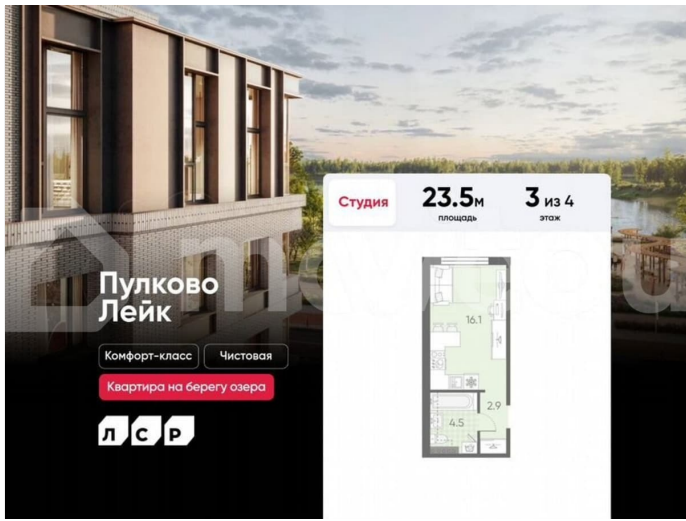 Студия
23.5м
площадь
3 из 4
этаж
Пулково
Лейк
Комфорт-класс
Чистовая
Квартира на берегу озера
ЛСР
16.1
2.9
4.5